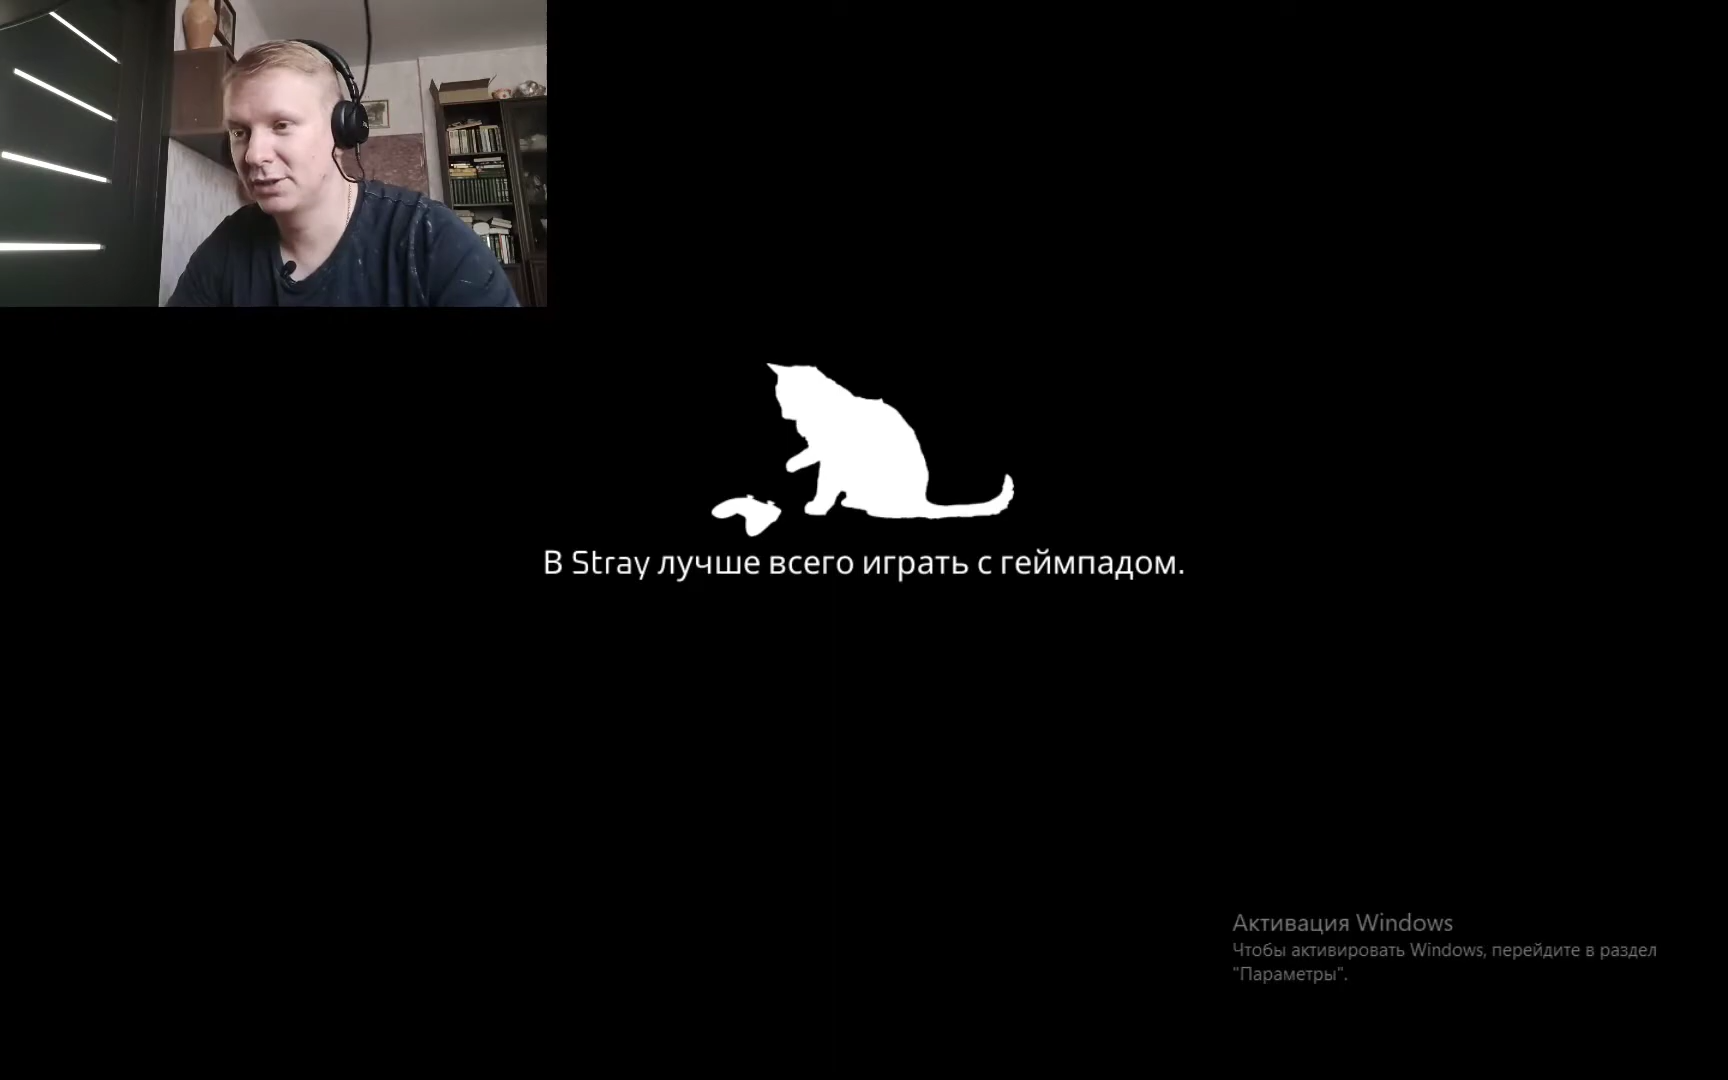 В Stray лучше всего играть с геймпадом.
Активация Windows
Чтобы активировать Windows, перейдите в раздел
"Параметры".